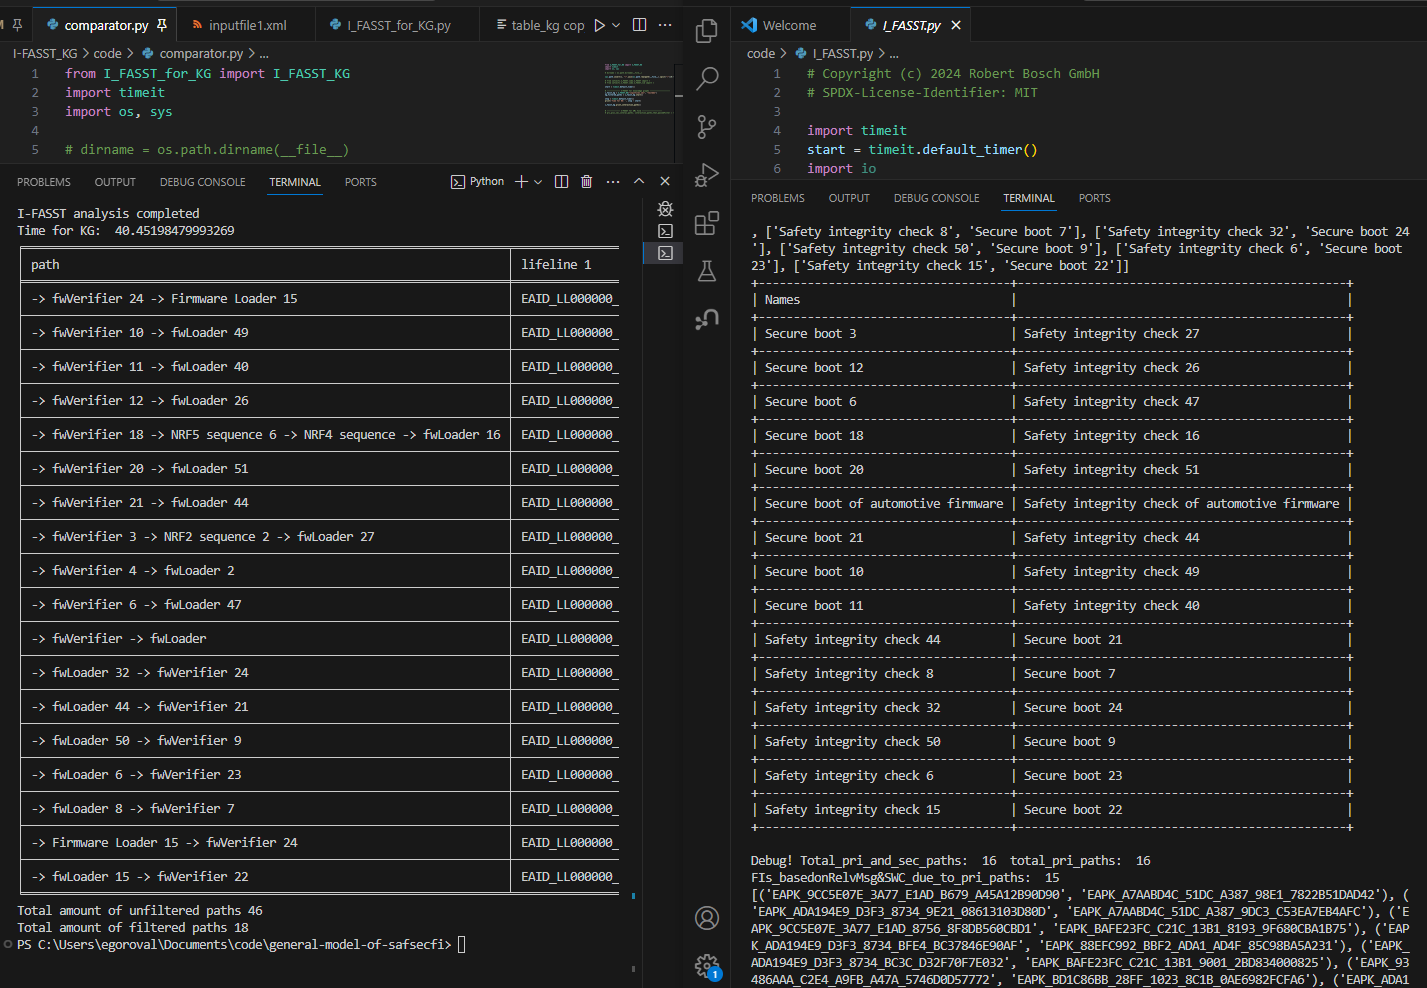 comparator.py
inputfile1.xml
I_FASST_for_KG.py
table_kg cop
I-FASST_KG > code > comparator.py > ...
1 from I_FASST_for_KG import I_FASST_KG
2 import timeit
3 import os, sys
4
5 # dirname = os.path.dirname(__file__)
PROBLEMS OUTPUT DEBUG CONSOLE TERMINAL PORTS
Python
I-FASST analysis completed
Time for KG:  40.45198479993269
path lifeline 1
-> fwVerifier 24 -> Firmware Loader 15 EAID_LL000000_
-> fwVerifier 10 -> fwLoader 49 EAID_LL000000_
-> fwVerifier 11 -> fwLoader 40 EAID_LL000000_
-> fwVerifier 12 -> fwLoader 26 EAID_LL000000_
-> fwVerifier 18 -> NRF5 sequence 6 -> NRF4 sequence -> fwLoader 16 EAID_LL000000_
-> fwVerifier 20 -> fwLoader 51 EAID_LL000000_
-> fwVerifier 21 -> fwLoader 44 EAID_LL000000_
-> fwVerifier 3 -> NRF2 sequence 2 -> fwLoader 27 EAID_LL000000_
-> fwVerifier 4 -> fwLoader 2 EAID_LL000000_
-> fwVerifier 6 -> fwLoader 47 EAID_LL000000_
-> fwVerifier -> fwLoader EAID_LL000000_
-> fwLoader 32 -> fwVerifier 24 EAID_LL000000_
-> fwLoader 44 -> fwVerifier 21 EAID_LL000000_
-> fwLoader 50 -> fwVerifier 9 EAID_LL000000_
-> fwLoader 6 -> fwVerifier 23 EAID_LL000000_
-> fwLoader 8 -> fwVerifier 7 EAID_LL000000_
-> Firmware Loader 15 -> fwVerifier 24 EAID_LL000000_
-> fwLoader 15 -> fwVerifier 22 EAID_LL000000_
Total amount of unfiltered paths 46
Total amount of filtered paths 18
PS C:\Users\egoroval\Documents\code\general-model-of-safsecfi>
1
Welcome
I_FASST.py
code > I_FASST.py > ...
1 # Copyright (c) 2024 Robert Bosch GmbH
2 # SPDX-License-Identifier: MIT
3
4 import timeit
5 start = timeit.default_timer()
6 import io
PROBLEMS OUTPUT DEBUG CONSOLE TERMINAL PORTS
, ['Safety integrity check 8', 'Secure boot 7'], ['Safety integrity check 32', 'Secure boot 24
'], ['Safety integrity check 50', 'Secure boot 9'], ['Safety integrity check 6', 'Secure boot
23'], ['Safety integrity check 15', 'Secure boot 22']]
| Names | |
| Secure boot 3 | Safety integrity check 27 |
| Secure boot 12 | Safety integrity check 26 |
| Secure boot 6 | Safety integrity check 47 |
| Secure boot 18 | Safety integrity check 16 |
| Secure boot 20 | Safety integrity check 51 |
| Secure boot of automotive firmware | Safety integrity check of automotive firmware |
| Secure boot 21 | Safety integrity check 44 |
| Secure boot 10 | Safety integrity check 49 |
| Secure boot 11 | Safety integrity check 40 |
| Safety integrity check 44 | Secure boot 21 |
| Safety integrity check 8 | Secure boot 7 |
| Safety integrity check 32 | Secure boot 24 |
| Safety integrity check 50 | Secure boot 9 |
| Safety integrity check 6 | Secure boot 23 |
| Safety integrity check 15 | Secure boot 22 |
Debug! Total_pri_and_sec_paths:  16  total_pri_paths:  16
FIs_basedonRelvMsg&SWC_due_to_pri_paths:  15
[('EAPK_9CC5E07E_3A77_E1AD_B679_A45A12B90D90', 'EAPK_A7AABD4C_51DC_A387_98E1_7822B51DAD42'), (
'EAPK_ADA194E9_D3F3_8734_9E21_08613103D80D', 'EAPK_A7AABD4C_51DC_A387_9DC3_C53EA7EB4AFC'), ('E
APK_9CC5E07E_3A77_E1AD_8756_8F8DB560CBD1', 'EAPK_BAFE23FC_C21C_13B1_8193_9F680CBA1B75'), ('EAP
K_ADA194E9_D3F3_8734_BFE4_BC37846E90AF', 'EAPK_88EFC992_BBF2_ADA1_AD4F_85C98BA5A231'), ('EAPK_
ADA194E9_D3F3_8734_BC3C_D32F70F7E032', 'EAPK_BAFE23FC_C21C_13B1_9001_2BD834000825'), ('EAPK_93
486AAA_C2E4_A9FB_A47A_5746D0D57772', 'EAPK_BD1C86BB_28FF_1023_8C1B_0AE6982FCFA6'), ('EAPK_ADA1